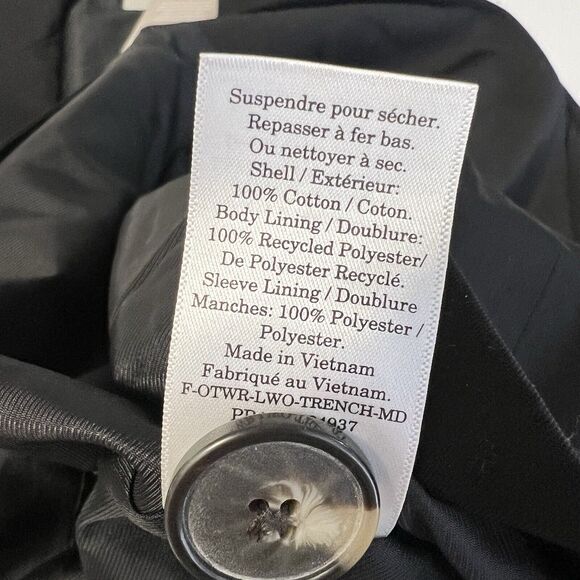 Suspendre pour sécher.
Repasser à fer bas.
Ou nettoyer à sec.
Shell / Extérieur:
100% Cotton / Coton.
Body Lining / Doublure:
100% Recycled Polyester/
De Polyester Recyclé.
Sleeve Lining / Doublure
Manches: 100% Polyester /
Polyester.
Made in Vietnam
Fabriqué au Vietnam.
F-OTWR-LWO-TRENCH-MD